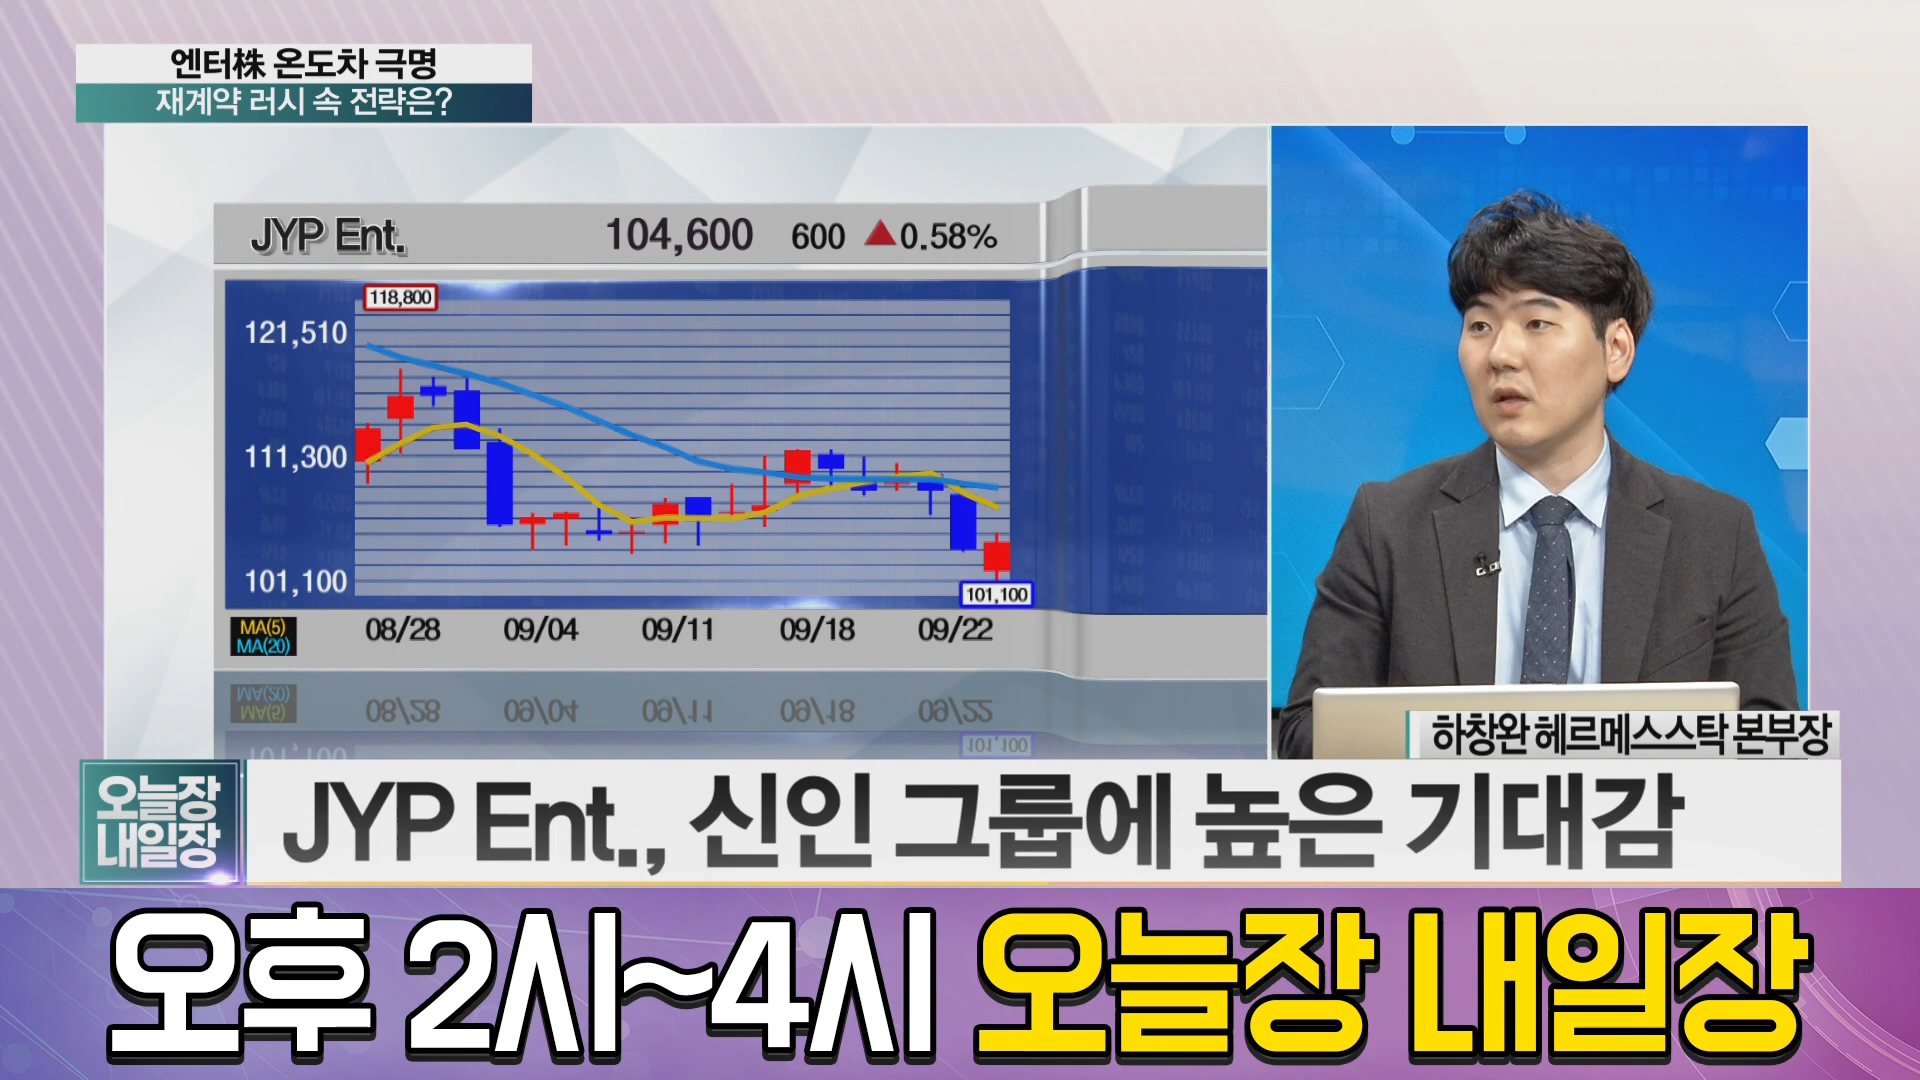 엔터株 온도차 극명
재계약 러시 속 전략은?
JYP Ent. 104,600 600 ▲0.58%
118,800
121,510
111,300
101,100
101,100
MA(5)
MA(20)
08/28 09/04 09/11 09/18 09/22
하창완 헤르메스스탁 본부장
오늘장
내일장
JYP Ent., 신인 그룹에 높은 기대감
오후 2시~4시 오늘장 내일장